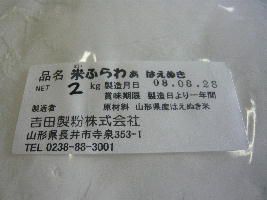 品名 米ふらわぁ はえぬき
NET 2kg 製造月日 08.08.28
賞味期限 製造日より一年間
製造者 原材料 山形県産はえぬき米
吉田製粉株式会社
山形県長井市寺泉353-1
TEL 0238-88-3001